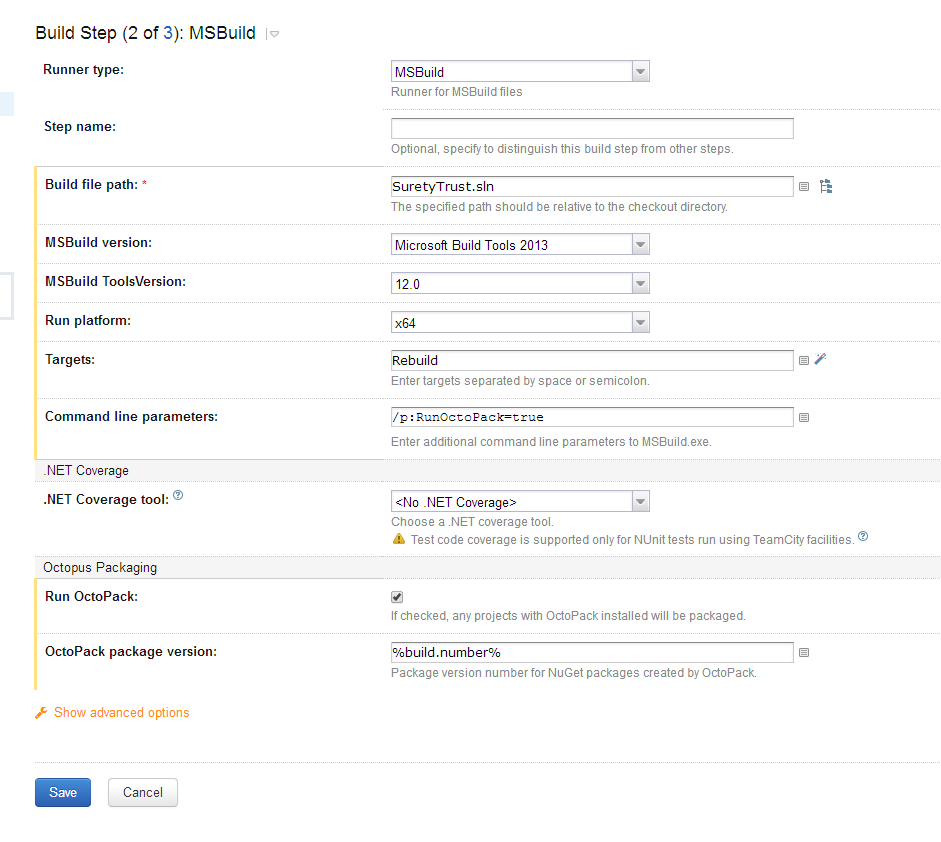 Build Step (2 of 3): MSBuild
Runner type:
MSBuild
Runner for MSBuild files
Step name:
Optional, specify to distinguish this build step from other steps.
Build file path: *
SuretyTrust.sln
The specified path should be relative to the checkout directory.
MSBuild version:
Microsoft Build Tools 2013
MSBuild ToolsVersion:
12.0
Run platform:
x64
Targets:
Rebuild
Enter targets separated by space or semicolon.
Command line parameters:
/p:RunOctoPack=true
Enter additional command line parameters to MSBuild.exe.
.NET Coverage
.NET Coverage tool: ?
<No .NET Coverage>
Choose a .NET coverage tool.
Test code coverage is supported only for NUnit tests run using TeamCity facilities. ?
Octopus Packaging
Run OctoPack:
If checked, any projects with OctoPack installed will be packaged.
OctoPack package version:
%build.number%
Package version number for NuGet packages created by OctoPack.
Show advanced options
Save
Cancel